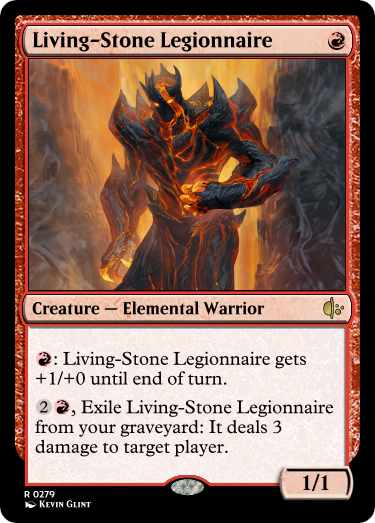 Living-Stone Legionnaire
Creature — Elemental Warrior
: Living-Stone Legionnaire gets
+1/+0 until end of turn.
2 , Exile Living-Stone Legionnaire
from your graveyard: It deals 3
damage to target player.
1/1
R 0279
Kevin Glint